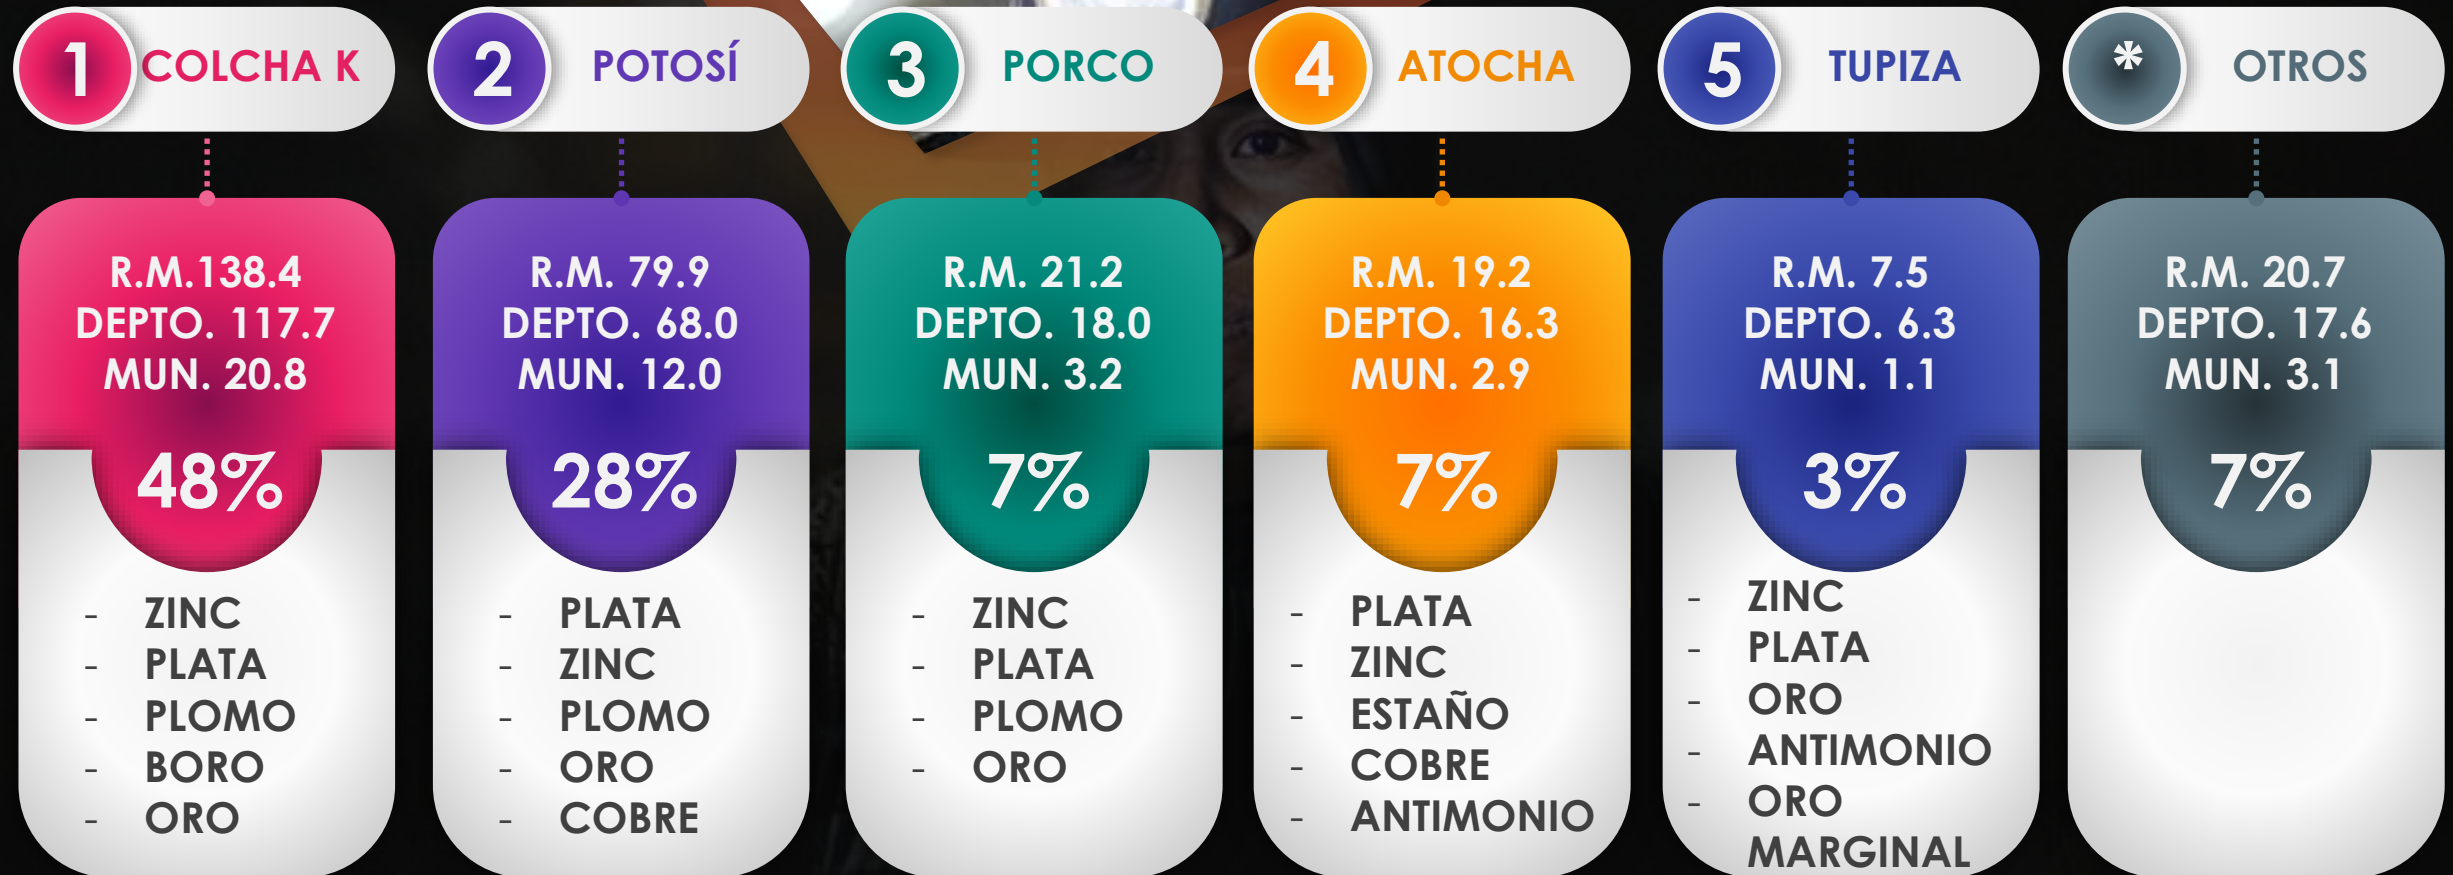 1 COLCHA K
R.M.138.4
DEPTO. 117.7
MUN. 20.8
48%
- ZINC
- PLATA
- PLOMO
- BORO
- ORO
2 POTOSÍ
R.M. 79.9
DEPTO. 68.0
MUN. 12.0
28%
- PLATA
- ZINC
- PLOMO
- ORO
- COBRE
3 PORCO
R.M. 21.2
DEPTO. 18.0
MUN. 3.2
7%
- ZINC
- PLATA
- PLOMO
- ORO
4 ATOCHA
R.M. 19.2
DEPTO. 16.3
MUN. 2.9
7%
- PLATA
- ZINC
- ESTAÑO
- COBRE
- ANTIMONIO
5 TUPIZA
R.M. 7.5
DEPTO. 6.3
MUN. 1.1
3%
- ZINC
- PLATA
- ORO
- ANTIMONIO
- ORO
MARGINAL
* OTROS
R.M. 20.7
DEPTO. 17.6
MUN. 3.1
7%